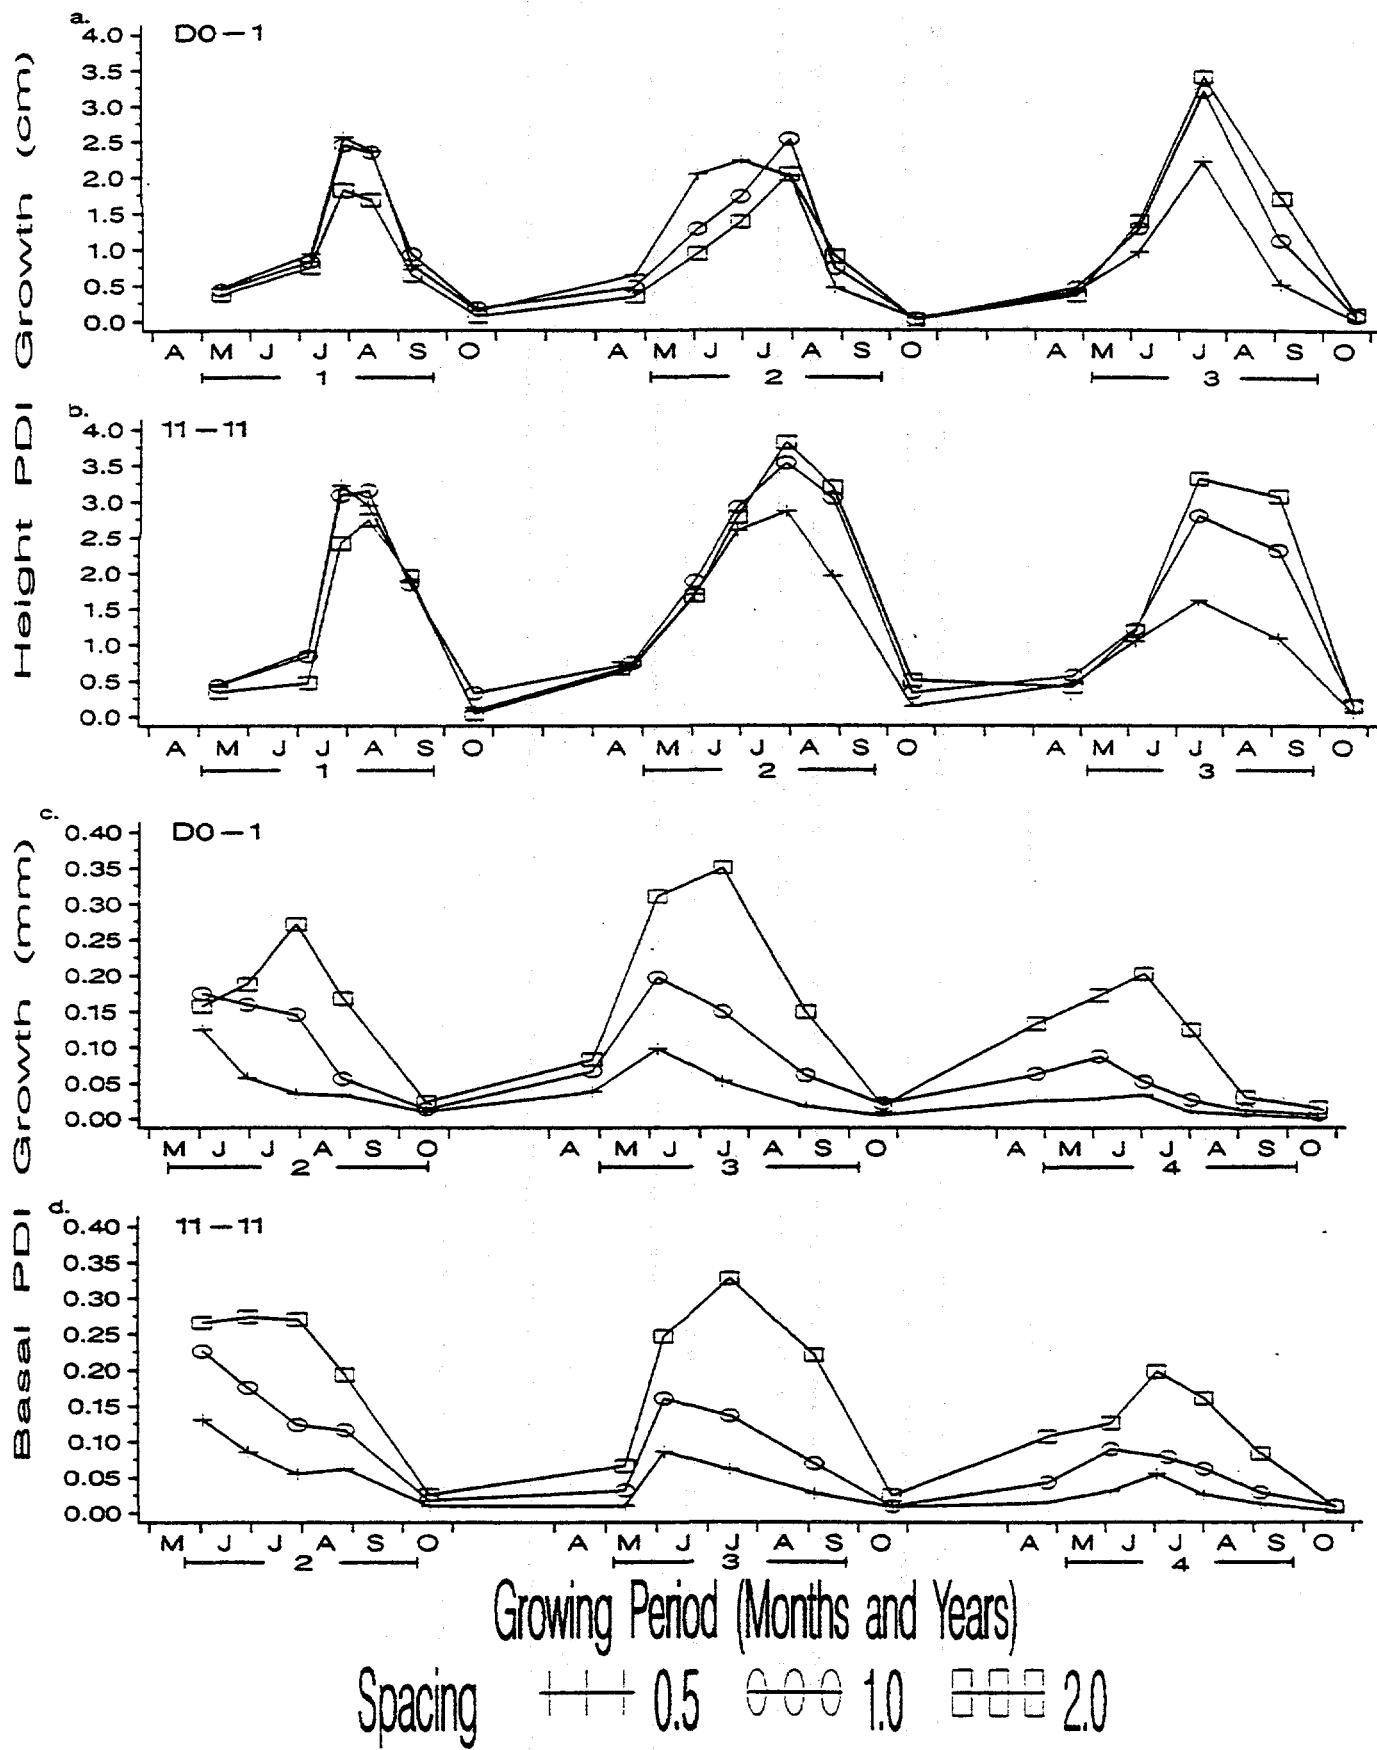 a.
D0-1
Height PDI Growth (cm)
4.0
3.5
3.0
2.5
2.0
1.5
1.0
0.5
0.0
A M J J A S O A M J J A S O A M J J A S O
1 2 3
b.
11-11
4.0
3.5
3.0
2.5
2.0
1.5
1.0
0.5
0.0
A M J J A S O A M J J A S O A M J J A S O
1 2 3
c.
D0-1
Basal PDI Growth (mm)
0.40
0.35
0.30
0.25
0.20
0.15
0.10
0.05
0.00
M J J A S O A M J J A S O A M J J A S O
2 3 4
d.
11-11
0.40
0.35
0.30
0.25
0.20
0.15
0.10
0.05
0.00
M J J A S O A M J J A S O A M J J A S O
2 3 4
Growing Period (Months and Years)
Spacing 0.5 1.0 2.0